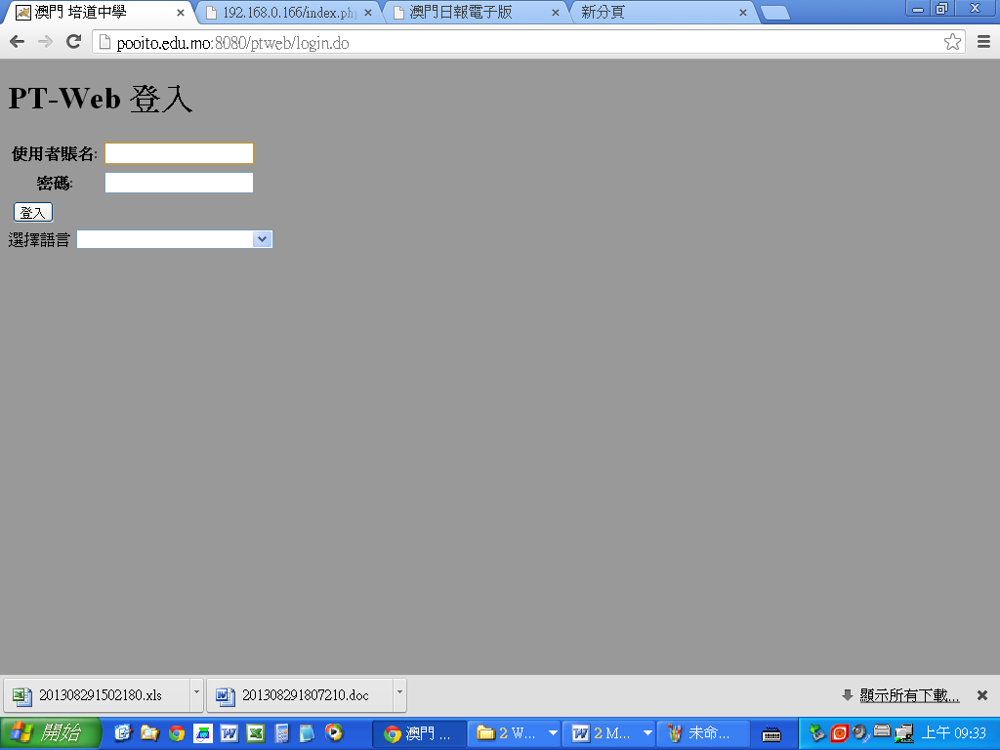 澳門 培道中學
192.168.0.166/index.ph
澳門日報電子版
新分頁
pooito.edu.mo:8080/ptweb/login.do
PT-Web 登入
使用者賬名:
密碼:
登入
選擇語言
201308291502180.xls
201308291807210.doc
顯示所有下載...
開始
澳門 ...
2 W...
2 M...
未命...
上午 09:33